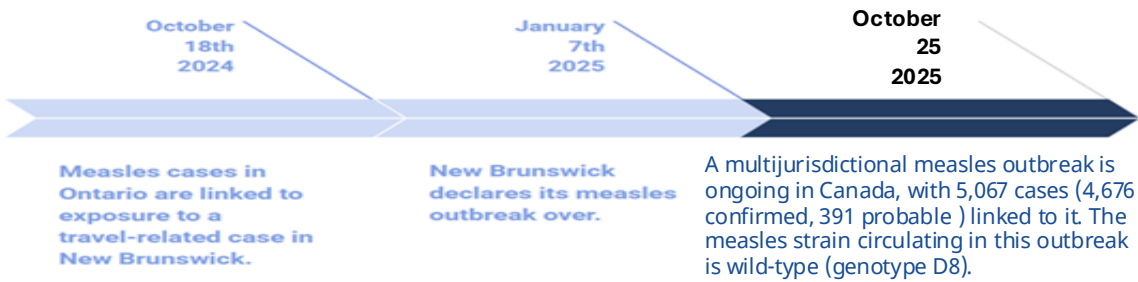 October
18th
2024
January
7th
2025
October
25
2025
Measles cases in
Ontario are linked to
exposure to a
travel-related case in
New Brunswick.
New Brunswick
declares its measles
outbreak over.
A multijurisdictional measles outbreak is
ongoing in Canada, with 5,067 cases (4,676
confirmed, 391 probable ) linked to it. The
measles strain circulating in this outbreak
is wild-type (genotype D8).